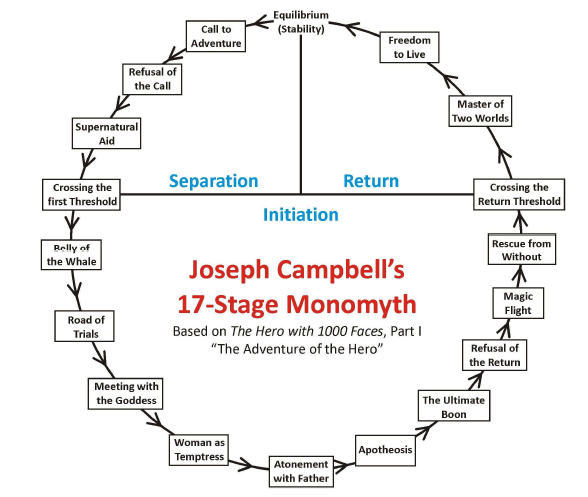 Equilibrium
(Stability)
Call to
Adventure
Refusal of
the Call
Supernatural
Aid
Crossing the
first Threshold
Belly of
the Whale
Road of
Trials
Meeting with
the Goddess
Woman as
Temptress
Atonement
with Father
Apotheosis
The Ultimate
Boon
Refusal of
the Return
Magic
Flight
Rescue from
Without
Crossing the
Return Threshold
Master of
Two Worlds
Freedom
to Live
Separation
Return
Initiation
Joseph Campbell’s
17-Stage Monomyth
Based on The Hero with 1000 Faces, Part I
“The Adventure of the Hero”